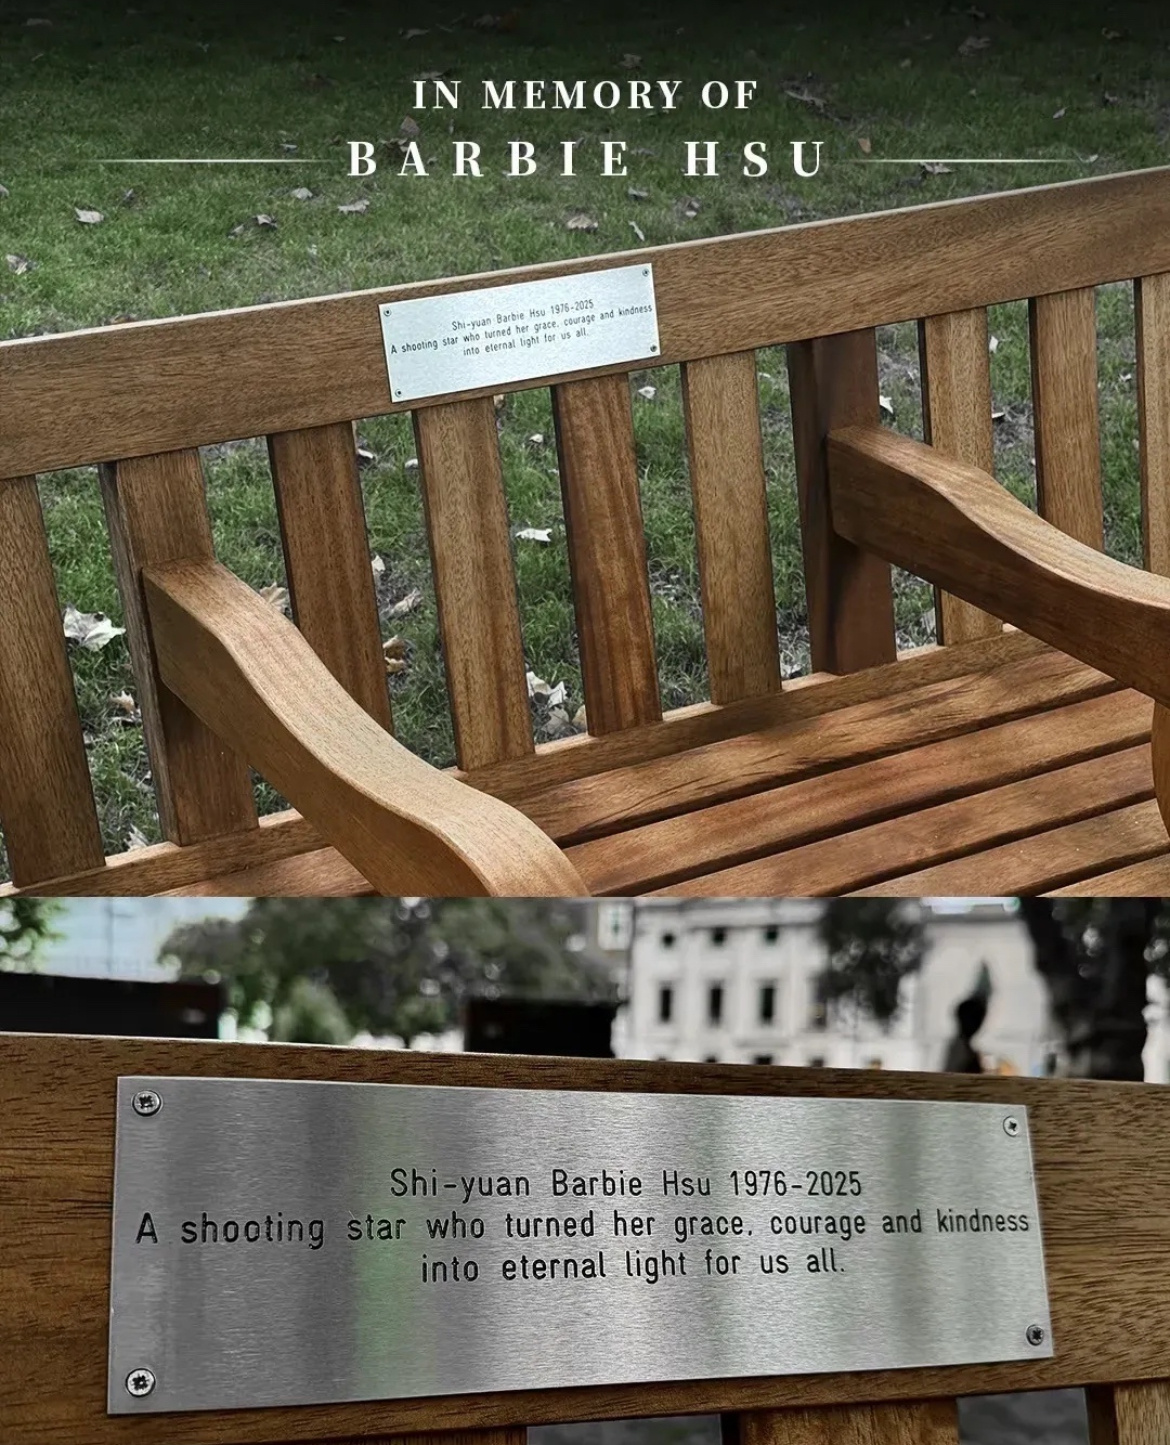 IN MEMORY OF
BARBIE HSU
Shi-yuan Barbie Hsu 1976-2025
A shooting star who turned her grace, courage and kindness
into eternal light for us all.
Shi-yuan Barbie Hsu 1976-2025
A shooting star who turned her grace, courage and kindness
into eternal light for us all.